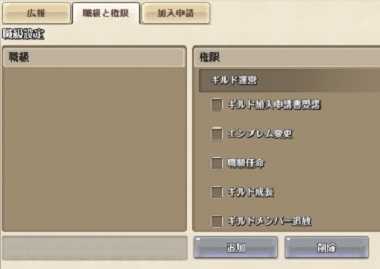 広報 職級と権限 加入申請
職級設定
職級 権限
ギルド運営
ギルド加入申請書受諾
エンブレム変更
職級任命
ギルド成長
ギルドメンバー追放
追加 削除